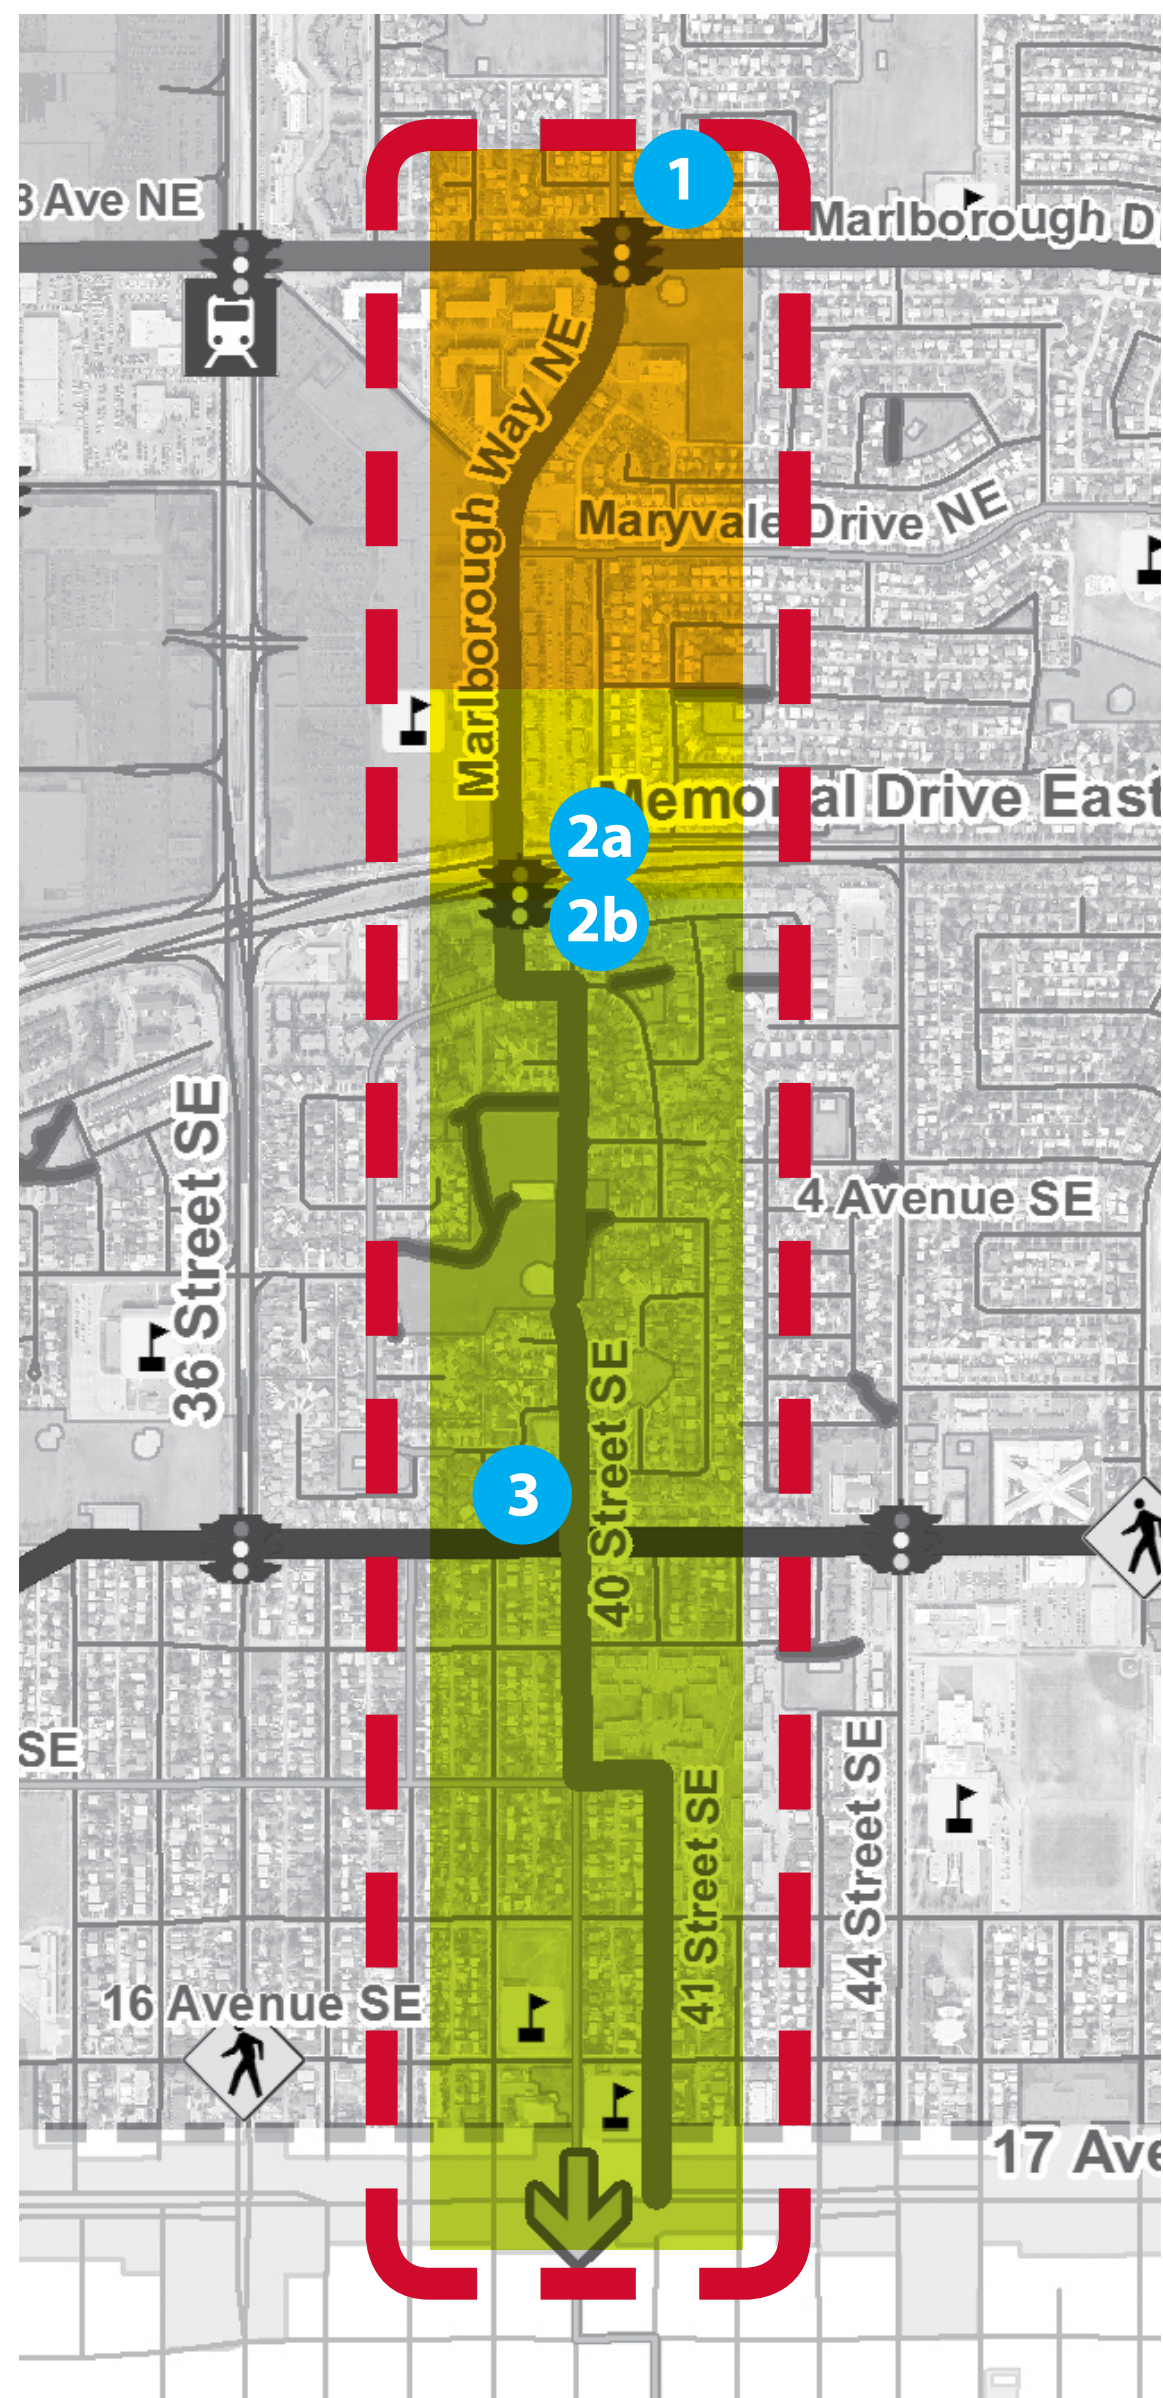 1
3 Ave NE
Marlborough D
Marlborough Way NE
Maryvale Drive NE
Memorial Drive East
2a
2b
36 Street SE
4 Avenue SE
40 Street SE
3
SE
41 Street SE
44 Street SE
16 Avenue SE
17 Ave